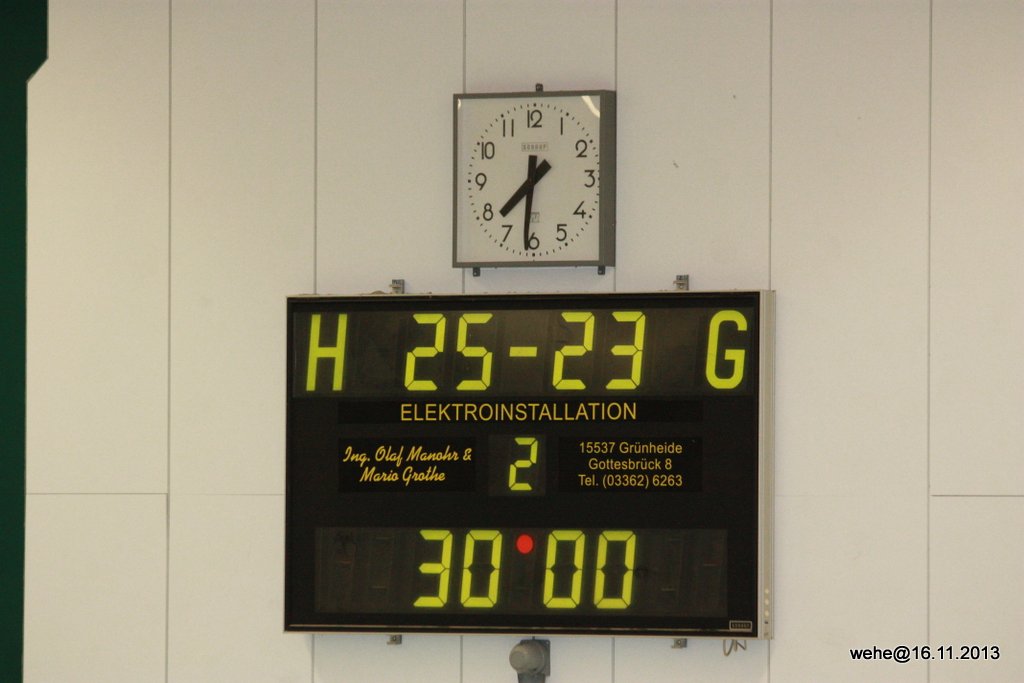 12
11 1
10 2
9 3
8 4
7 5
6
H 25-23 G
ELEKTROINSTALLATION
Ing. Olaf Manohr &
Mario Grothe
2
15537 Grünheide
Gottesbrück 8
Tel. (03362) 6263
30 00
wehe@16.11.2013